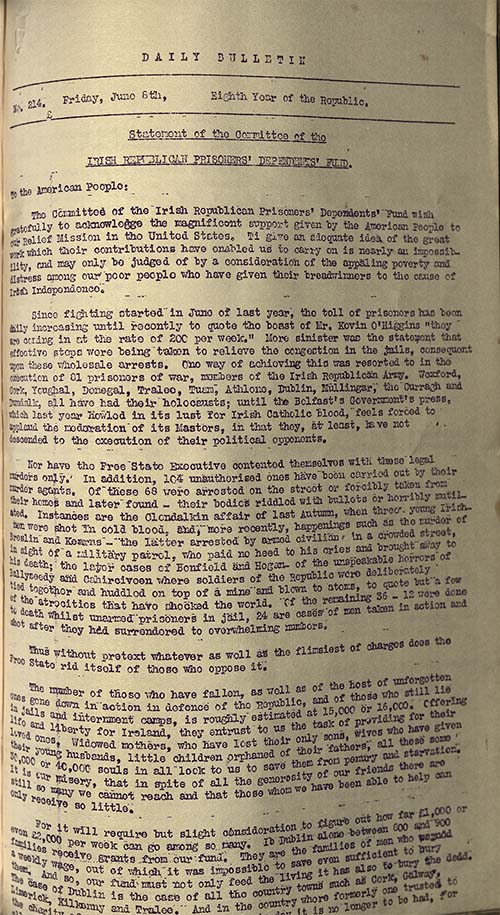 DAILY BULLETIN
No. 214. Friday, June 8th, Eighth Year of the Republic.
Statement of the Committee of the
IRISH REPUBLICAN PRISONERS' DEPENDENTS' FUND.
To the American People:
The Committed of the Irish Republican Prisoners' Dependents' Fund wish
gratefully to acknowledge the magnificent support given by the American People to
our Relief Mission in the United States. Ti give an adequate idea of the great
work which their contributions have enabled us to carry on is nearly an impossib-
ility, and may only be judged of by a consideration of the appaling poverty and
distress among our poor people who have given their breadwinners to the cause of
Irish Independence.
Since fighting started in June of last year, the toll of prisoners has been
daily increasing until recently to quote the boast of Mr. Kevin O'Higgins "they
are coming in at the rate of 200 per week." More sinister was the statement that
effective steps were being taken to relieve the congestion in the jails, consequent
upon these wholesale arrests. One way of achieving this was resorted to in the
execution of 81 prisoners of war, members of the Irish Republican Army. Wexford,
Cork, Youghal, Donegal, Tralee, Tuam, Athlone, Dublin, Mullingar, the Curragh and
Dundalk, all have had their holocausts; until the Belfast's Government's press,
which last year howled in its lust for Irish Catholic blood, feels forced to
applaud the moderation of its Masters, in that they, at least, have not
descended to the execution of their political opponents.
Nor have the Free State Executive contented themselves with these legal
murders only. In addition, 104 unauthorised ones have been carried out by their
murder agents. Of these 68 were arrested on the street or forcibly taken from
their homes and later found - their bodies riddled with bullets or horribly mutil-
ated. Instances are the Clondalkin affair of last Autumn, when three young Irish-
men were shot in cold blood, and, more recently, happenings such as the murder of
Breslin and Kearns - the latter arrested by armed civilians in a crowded street,
in sight of a military patrol, who paid no heed to his cries and brought away to
his death; the later cases of Bonfield and Hogan - of the unspeakable horrors of
Ballyseedy and Cahirciveen where soldiers of the Republic were deliberately
tied together and huddled on top of a mine and blown to atoms, to quote but a few
of the atrocities that have shocked the world. Of the remaining 36 - 12 were done
to death whilst unarmed prisoners in jail, 24 are cases of men taken in action and
shot after they had surrendered to overwhelming numbers.
Thus without pretext whatever as well as the flimsiest of charges does the
Free State rid itself of those who oppose it.
The number of those who have fallen, as well as of the host of unforgotten
ones gone down in action in defence of the Republic, and of those who still lie
in jails and internment camps, is roughly estimated at 15,000 or 16,000. Offering
life and liberty for Ireland, they entrust to us the task of providing for their
loved ones. Widowed mothers, who have lost their only sons, wives who have given
their young husbands, little children orphaned of their fathers, all these some
30,000 or 40,000 souls in all look to us to save them from penury and starvation.
It is our misery, that in spite of all the generosity of our friends there are
still so many we cannot reach and that those whom we have been able to help can
only receive so little.
For it will require but slight consideration to figure out how far £1,000 or
even £2,000 per week can go among so many. In Dublin alone between 800 and 900
families receive grants from our fund. They are the families of men who earned
a weekly wage, out of which it was impossible to save even sufficient to bury
them. And so, our fund must not only feed the living it has also to bury the dead.
The case of Dublin is the case of all the country towns such as Cork, Galway,
Limerick, Kilkenny and Tralee. And in the country where formerly one trusted to
the charity of day it is no longer to be had, for